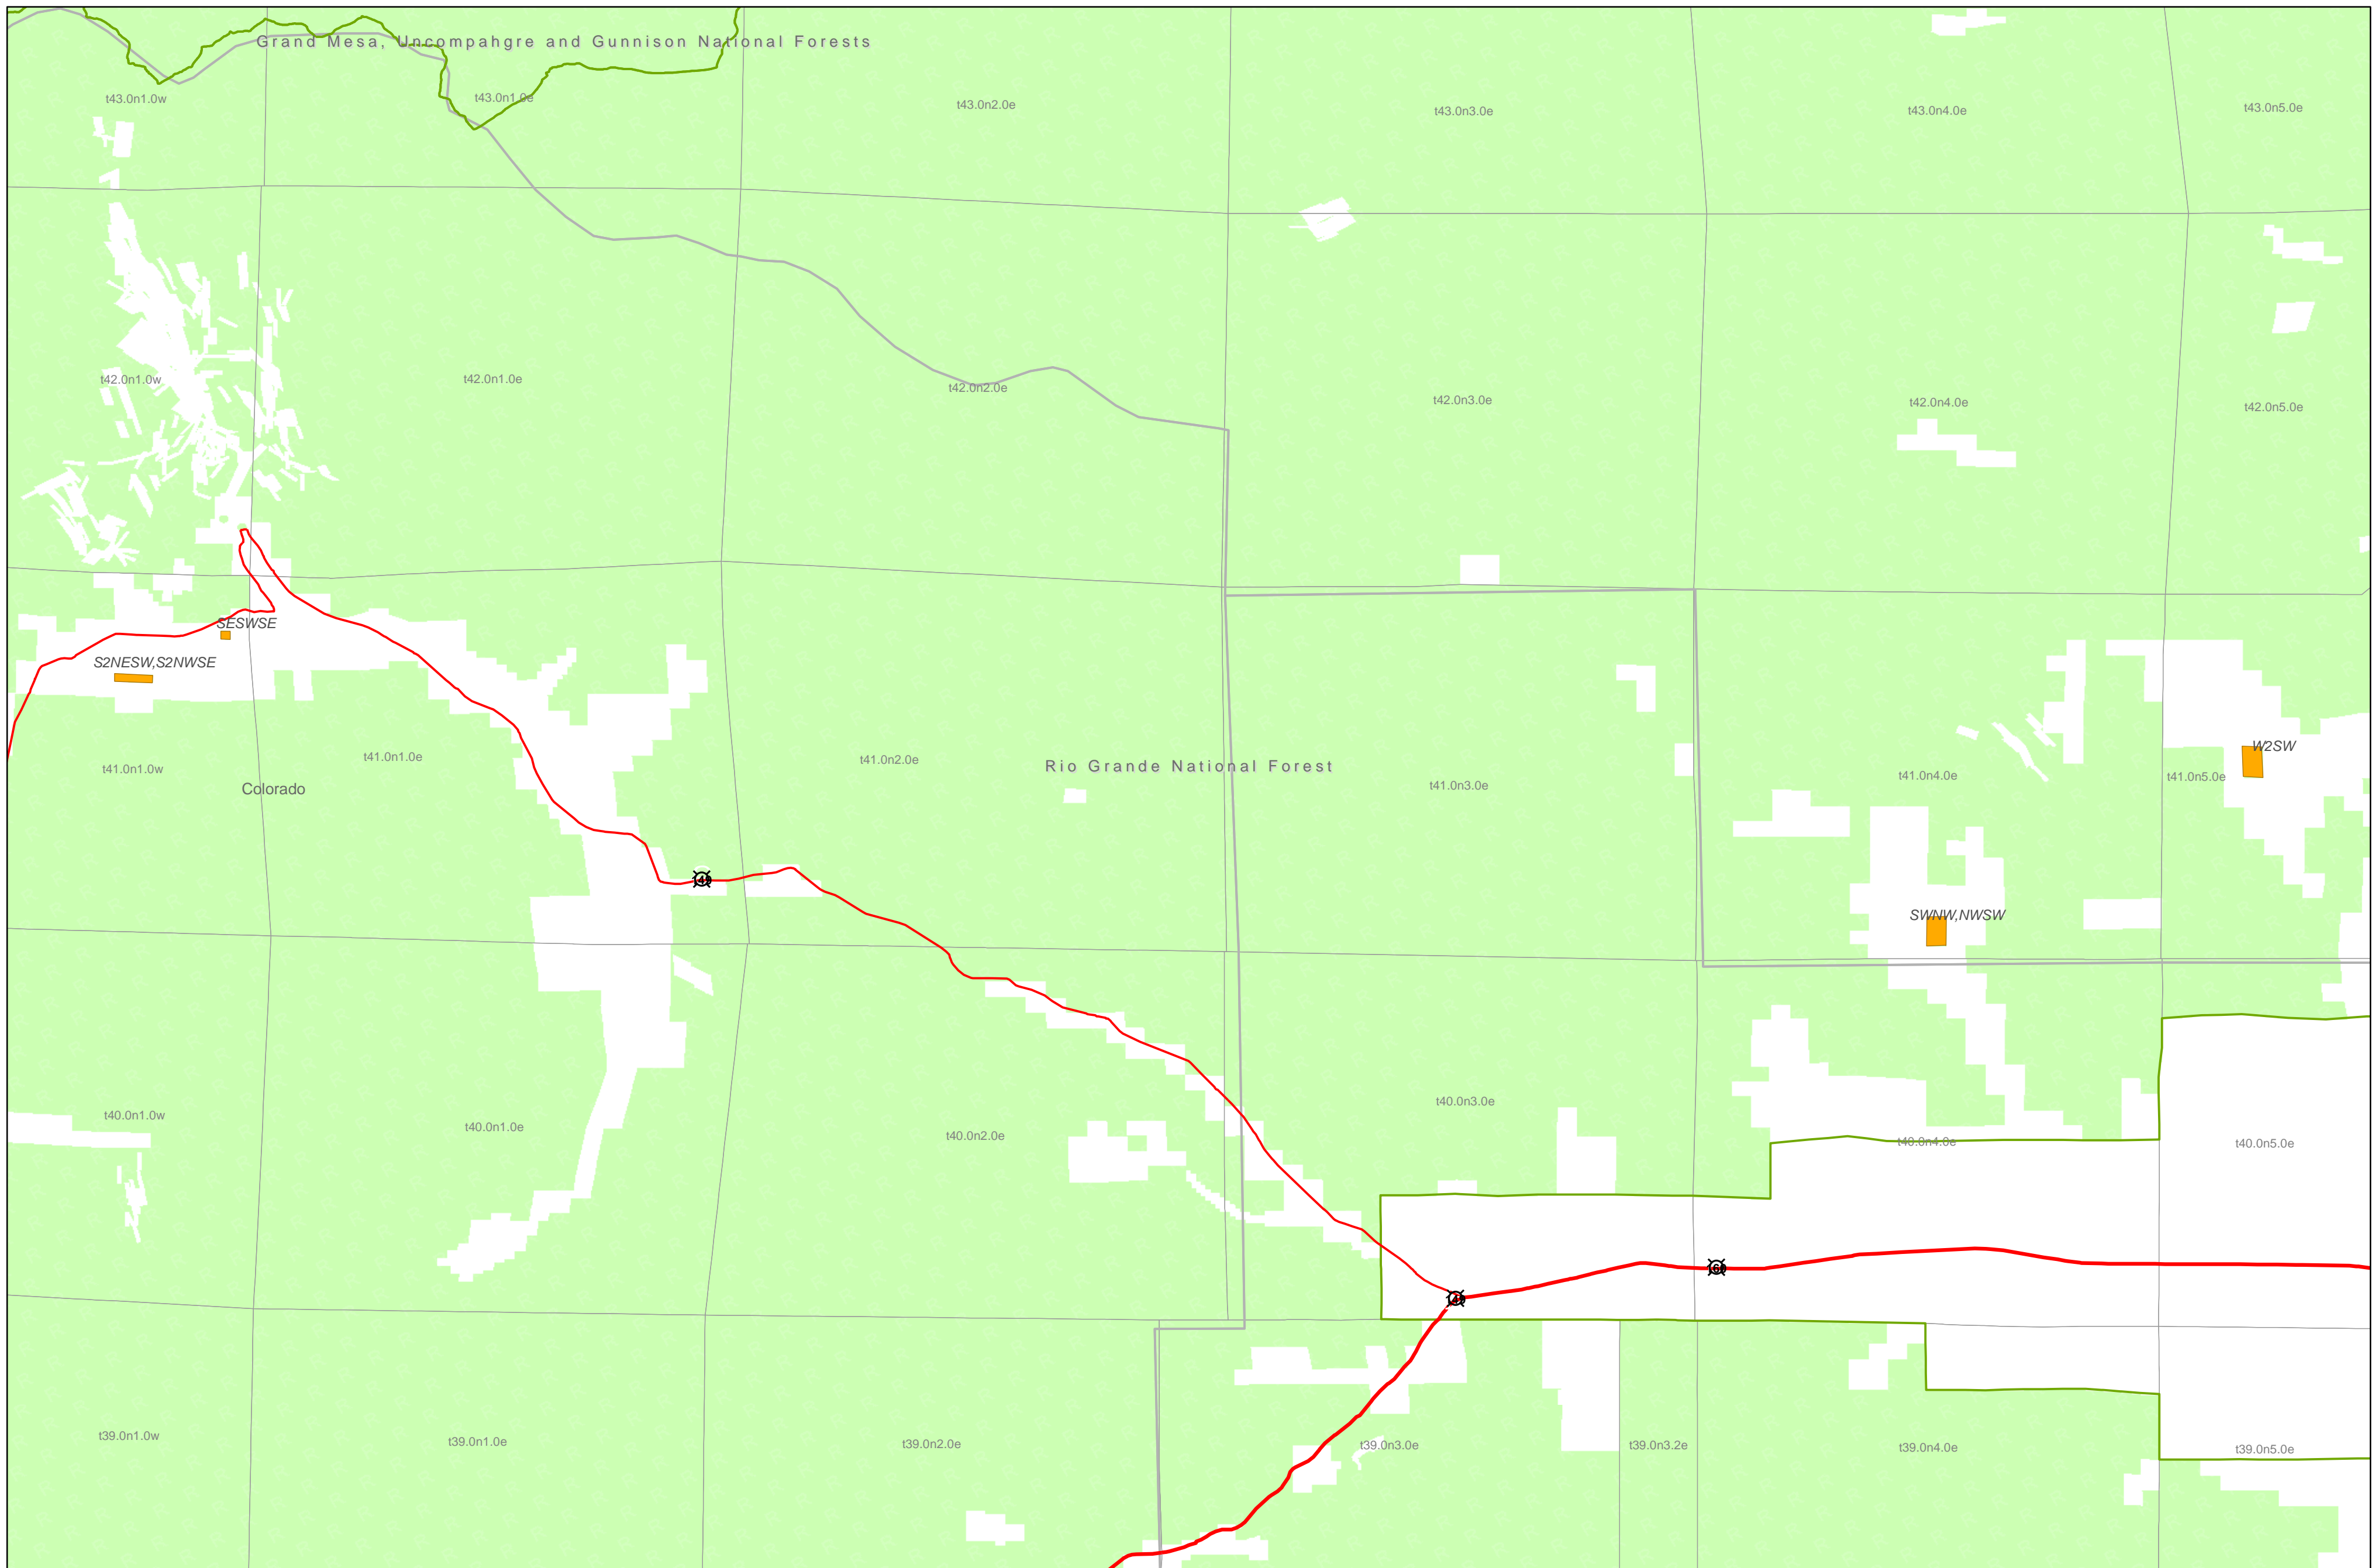 Grand Mesa, Uncompahgre and Gunnison National Forests
t43.0n1.0w
t43.0n1.0e
t43.0n2.0e
t43.0n3.0e
t43.0n4.0e
t43.0n5.0e
t42.0n1.0w
t42.0n1.0e
t42.0n2.0e
t42.0n3.0e
t42.0n4.0e
t42.0n5.0e
SESWSE
S2NESW,S2NWSE
W2SW
t41.0n1.0w
t41.0n1.0e
t41.0n2.0e
Rio Grande National Forest
t41.0n3.0e
t41.0n4.0e
t41.0n5.0e
Colorado
SWNW,NWSW
t40.0n1.0w
t40.0n1.0e
t40.0n2.0e
t40.0n3.0e
t40.0n4.0e
t40.0n5.0e
t39.0n1.0w
t39.0n1.0e
t39.0n2.0e
t39.0n3.0e
t39.0n3.2e
t39.0n4.0e
t39.0n5.0e